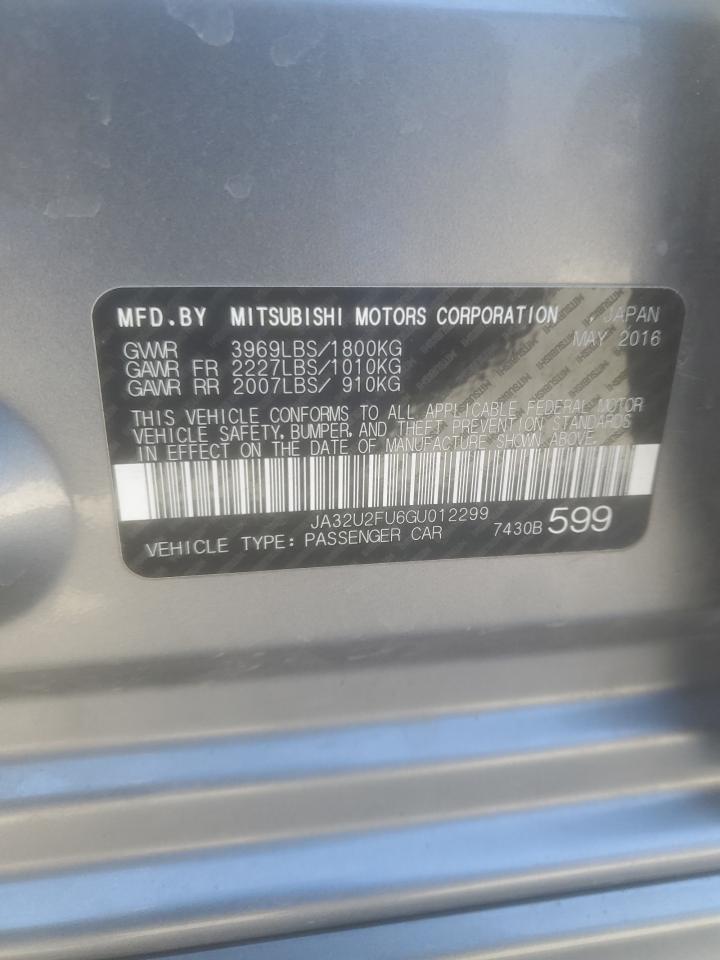 MFD.BY MITSUBISHI MOTORS CORPORATION , JAPAN
MAY 2016
GVWR 3969LBS/1800KG
GAWR FR 2227LBS/1010KG
GAWR RR 2007LBS/ 910KG
THIS VEHICLE CONFORMS TO ALL APPLICABLE FEDERAL MOTOR
VEHICLE SAFETY, BUMPER, AND THEFT PREVENTION STANDARDS
IN EFFECT ON THE DATE OF MANUFACTURE SHOWN ABOVE.
JA32U2FU6GU012299
VEHICLE TYPE: PASSENGER CAR 7430B 599